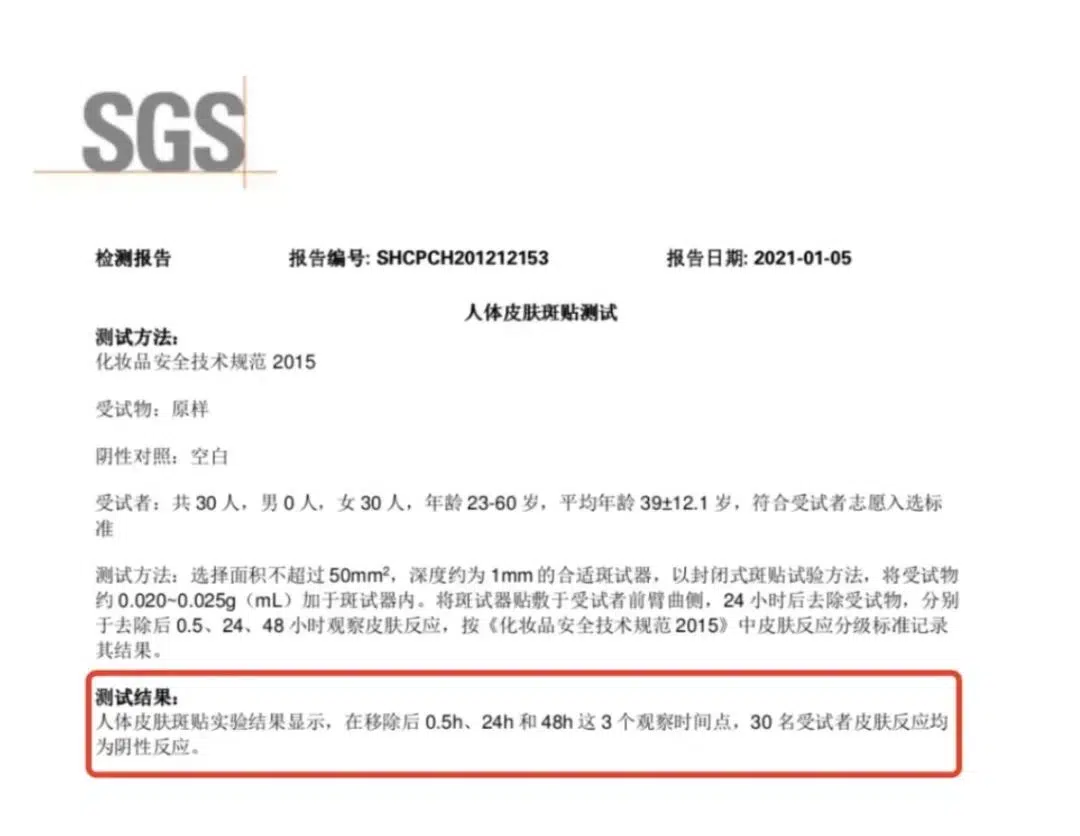 SGS
检测报告 报告编号: SHCPCH201212153 报告日期: 2021-01-05
人体皮肤斑贴测试
测试方法:
化妆品安全技术规范 2015
受试物：原样
阴性对照：空白
受试者：共 30 人，男 0 人，女 30 人，年龄 23-60 岁，平均年龄 39±12.1 岁，符合受试者志愿入选标
准
测试方法：选择面积不超过 50mm²，深度约为 1mm 的合适斑试器，以封闭式斑贴试验方法，将受试物
约 0.020~0.025g（mL）加于斑试器内。将斑试器贴敷于受试者前臂曲侧，24 小时后去除受试物，分别
于去除后 0.5、24、48 小时观察皮肤反应，按《化妆品安全技术规范 2015》中皮肤反应分级标准记录
其结果。
测试结果:
人体皮肤斑贴实验结果显示，在移除后 0.5h、24h 和 48h 这 3 个观察时间点，30 名受试者皮肤反应均
为阴性反应。